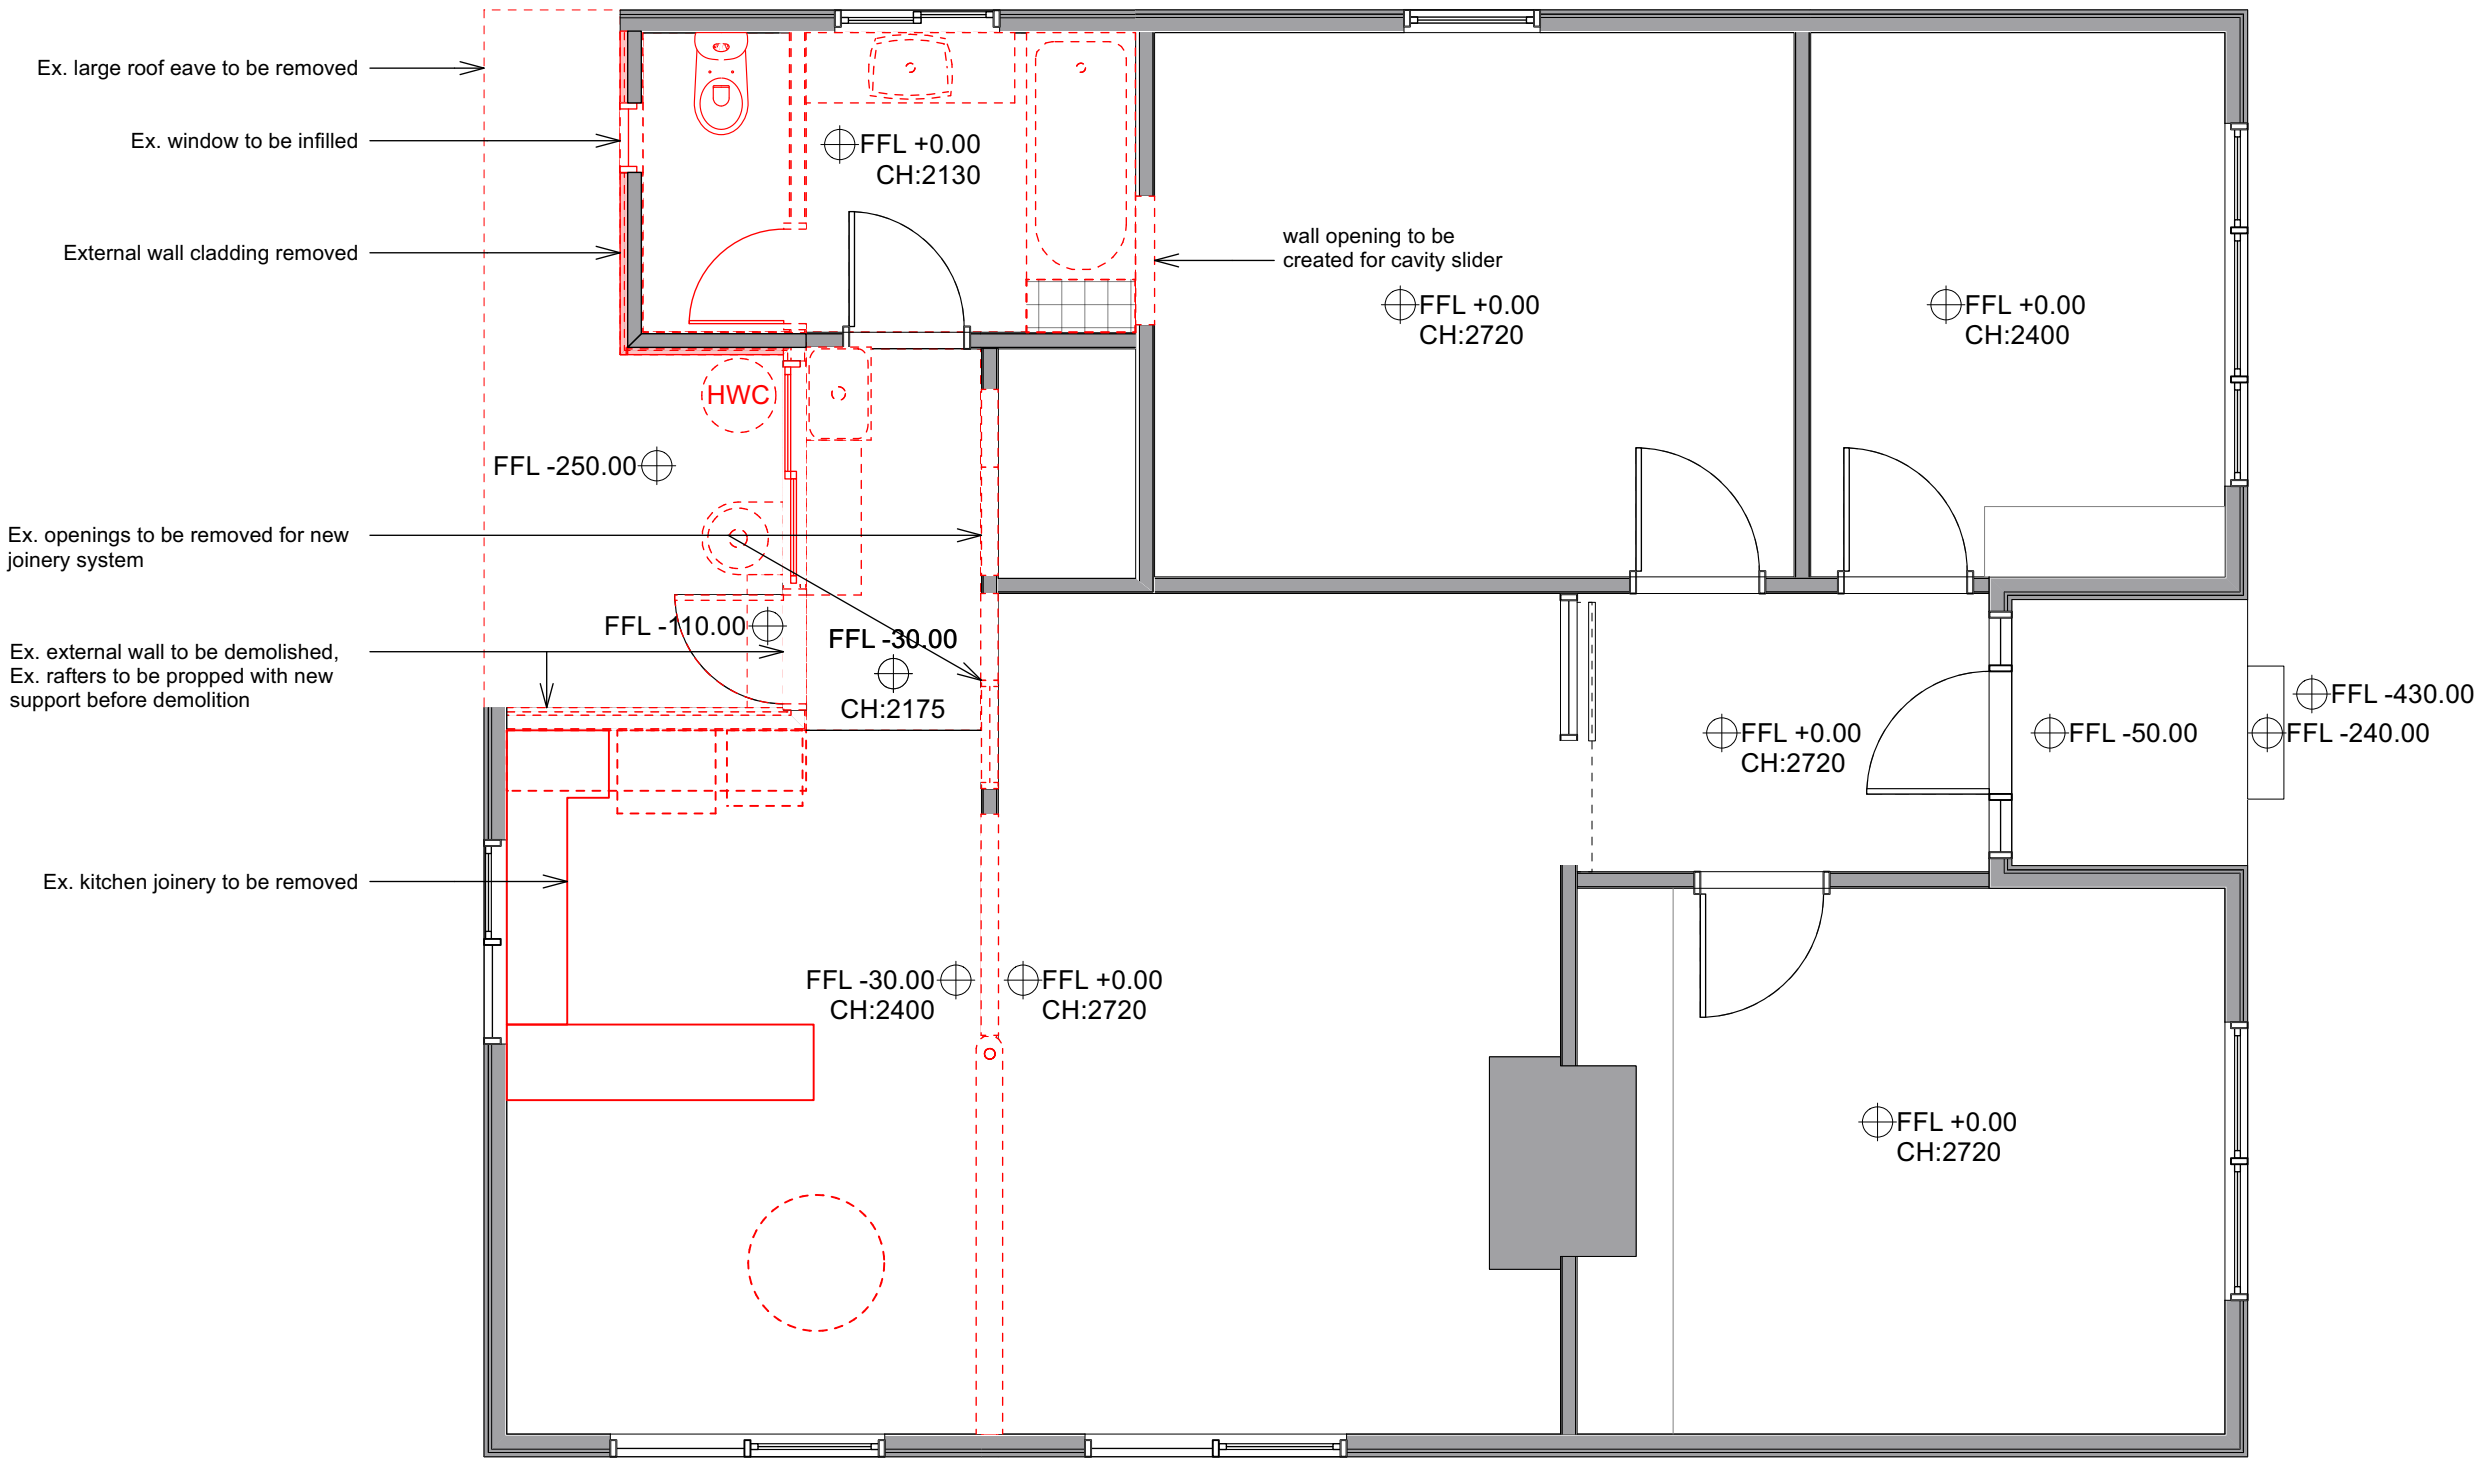 Ex. large roof eave to be removed
Ex. window to be infilled
FFL +0.00
CH:2130
External wall cladding removed
wall opening to be
created for cavity slider
FFL +0.00
CH:2720
FFL +0.00
CH:2400
HWC
FFL -250.00
Ex. openings to be removed for new
joinery system
FFL -110.00
FFL -30.00
CH:2175
Ex. external wall to be demolished,
Ex. rafters to be propped with new
support before demolition
FFL +0.00
CH:2720
FFL -50.00
FFL -430.00
FFL -240.00
Ex. kitchen joinery to be removed
FFL -30.00
CH:2400
FFL +0.00
CH:2720
FFL +0.00
CH:2720